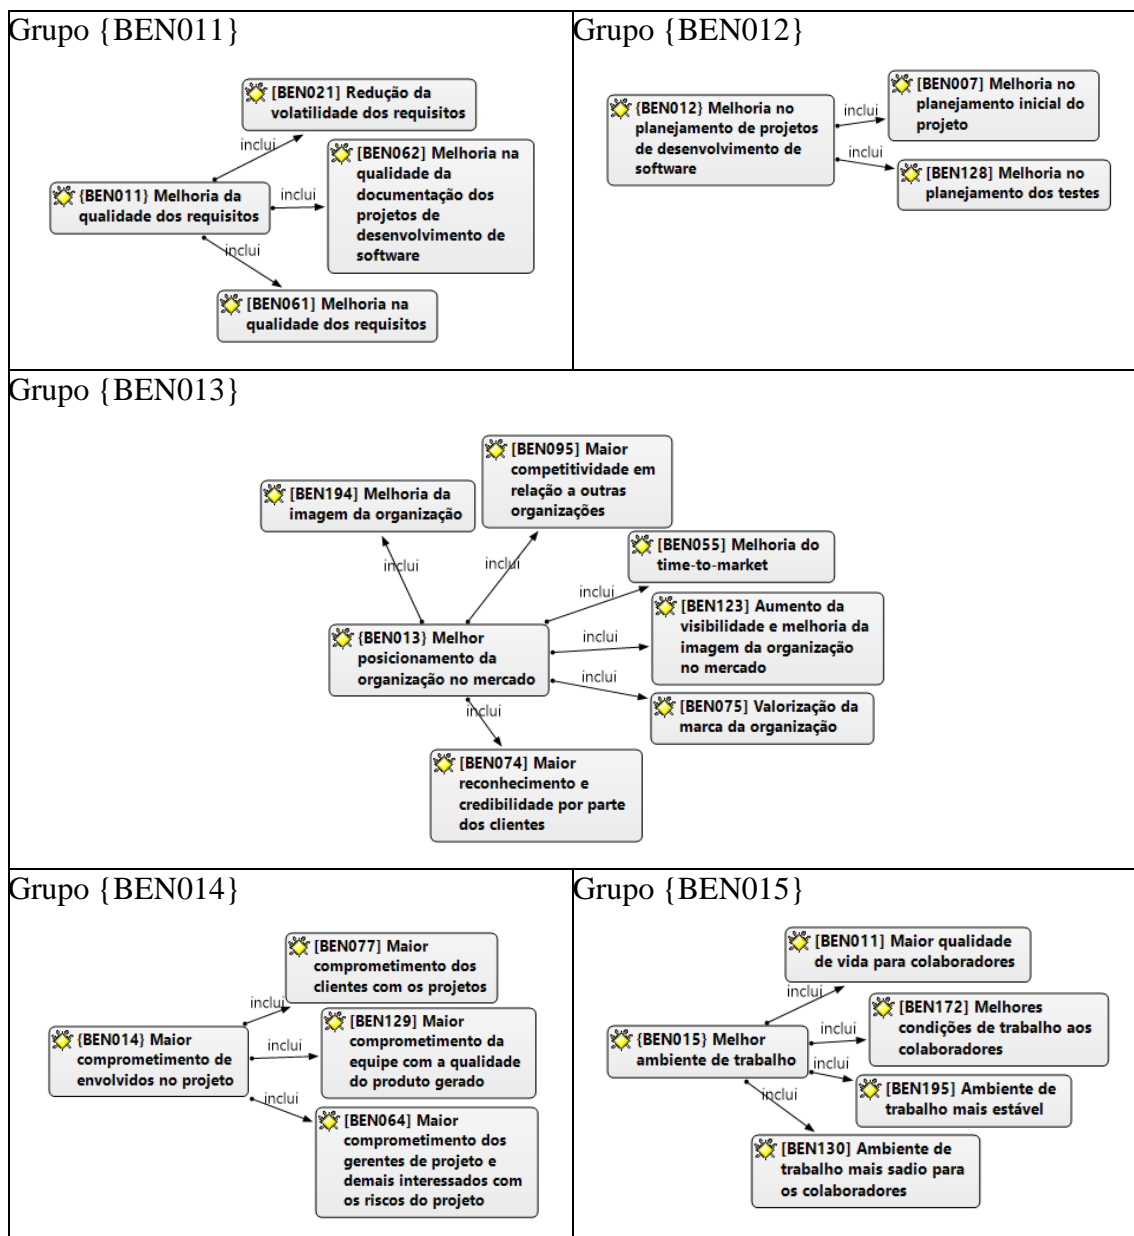 Grupo {BEN011}
[BEN021] Redução da
volatilidade dos requisitos
inclui
[BEN062] Melhoria na
qualidade da
documentação dos
projetos de
desenvolvimento de
software
{BEN011} Melhoria da
qualidade dos requisitos
inclui
inclui
[BEN061] Melhoria na
qualidade dos requisitos
Grupo {BEN012}
{BEN012} Melhoria no
planejamento de projetos
de desenvolvimento de
software
inclui
[BEN007] Melhoria no
planejamento inicial do
projeto
inclui
[BEN128] Melhoria no
planejamento dos testes
Grupo {BEN013}
[BEN095] Maior
competitividade em
relação a outras
organizações
[BEN194] Melhoria da
imagem da organização
inclui
inclui
[BEN055] Melhoria do
time-to-market
inclui
[BEN123] Aumento da
visibilidade e melhoria da
imagem da organização
no mercado
{BEN013} Melhor
posicionamento da
organização no mercado
inclui
inclui
[BEN075] Valorização da
marca da organização
inclui
[BEN074] Maior
reconhecimento e
credibilidade por parte
dos clientes
Grupo {BEN014}
[BEN077] Maior
comprometimento dos
clientes com os projetos
inclui
[BEN129] Maior
comprometimento da
equipe com a qualidade
do produto gerado
{BEN014} Maior
comprometimento de
envolvidos no projeto
inclui
inclui
[BEN064] Maior
comprometimento dos
gerentes de projeto e
demais interessados com
os riscos do projeto
Grupo {BEN015}
[BEN011] Maior qualidade
de vida para colaboradores
inclui
[BEN172] Melhores
condições de trabalho aos
colaboradores
{BEN015} Melhor
ambiente de trabalho
inclui
inclui
[BEN195] Ambiente de
trabalho mais estável
inclui
[BEN130] Ambiente de
trabalho mais sadio para
os colaboradores